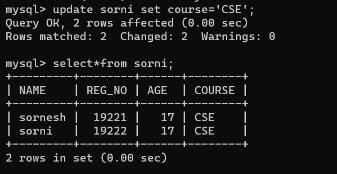 mysql> update sorni set course='CSE';
Query OK, 2 rows affected (0.00 sec)
Rows matched: 2  Changed: 2  Warnings: 0

mysql> select*from sorni;
+---------+--------+------+--------+
| NAME    | REG_NO | AGE  | COURSE |
+---------+--------+------+--------+
| sornesh |  19221 |   17 | CSE    |
| sorni   |  19222 |   17 | CSE    |
+---------+--------+------+--------+
2 rows in set (0.00 sec)